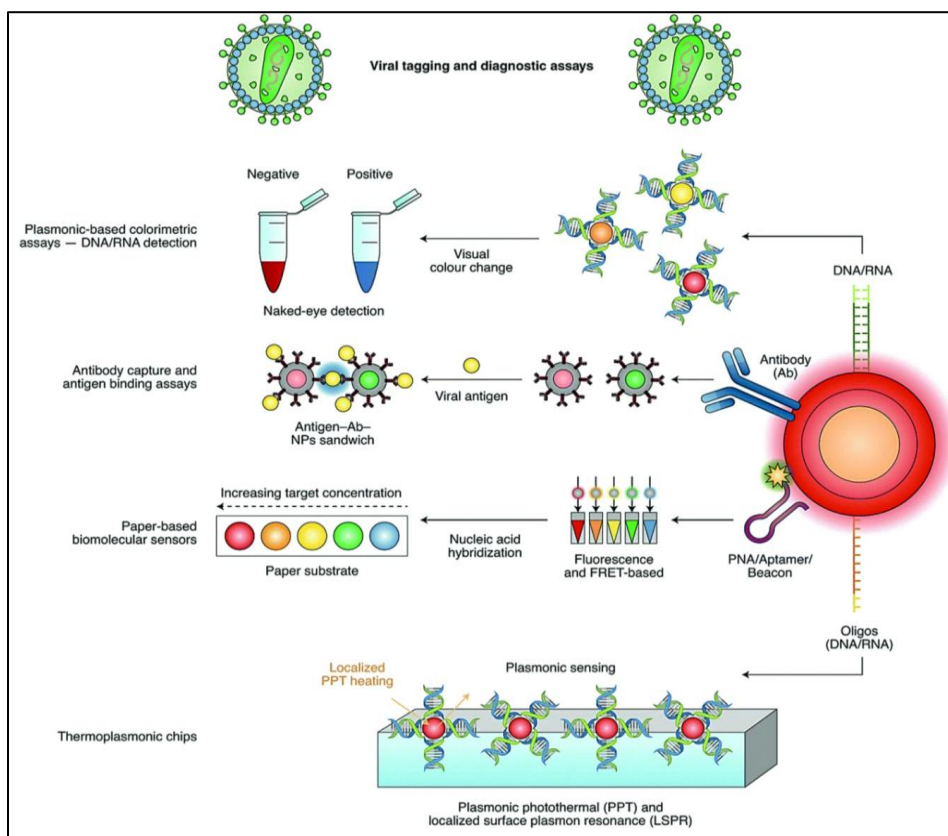 Viral tagging and diagnostic assays
Negative
Positive
Plasmonic-based colorimetric
assays — DNA/RNA detection
Visual
colour change
Naked-eye detection
DNA/RNA
Antibody capture and
antigen binding assays
Viral antigen
Antibody
(Ab)
Antigen–Ab–
NPs sandwich
Increasing target concentration
Paper-based
biomolecular sensors
Paper substrate
Nucleic acid
hybridization
Fluorescence
and FRET-based
PNA/Aptamer/
Beacon
Oligos
(DNA/RNA)
Localized
PPT heating
Plasmonic sensing
Thermoplasmonic chips
Plasmonic photothermal (PPT) and
localized surface plasmon resonance (LSPR)